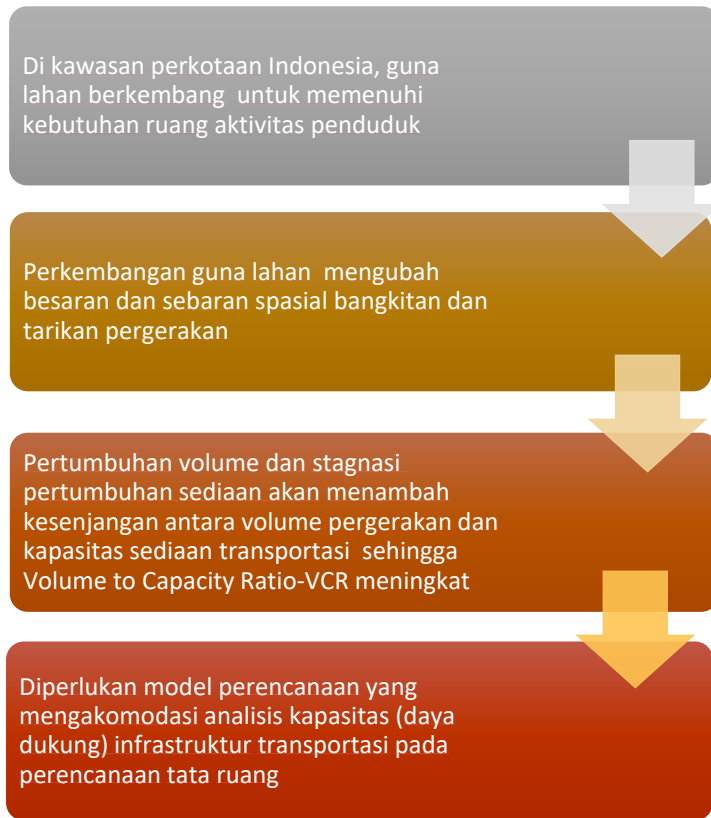 Di kawasan perkotaan Indonesia, guna
lahan berkembang untuk memenuhi
kebutuhan ruang aktivitas penduduk
Perkembangan guna lahan mengubah
besaran dan sebaran spasial bangkitan dan
tarikan pergerakan
Pertumbuhan volume dan stagnasi
pertumbuhan sediaan akan menambah
kesenjangan antara volume pergerakan dan
kapasitas sediaan transportasi sehingga
Volume to Capacity Ratio-VCR meningkat
Diperlukan model perencanaan yang
mengakomodasi analisis kapasitas (daya
dukung) infrastruktur transportasi pada
perencanaan tata ruang